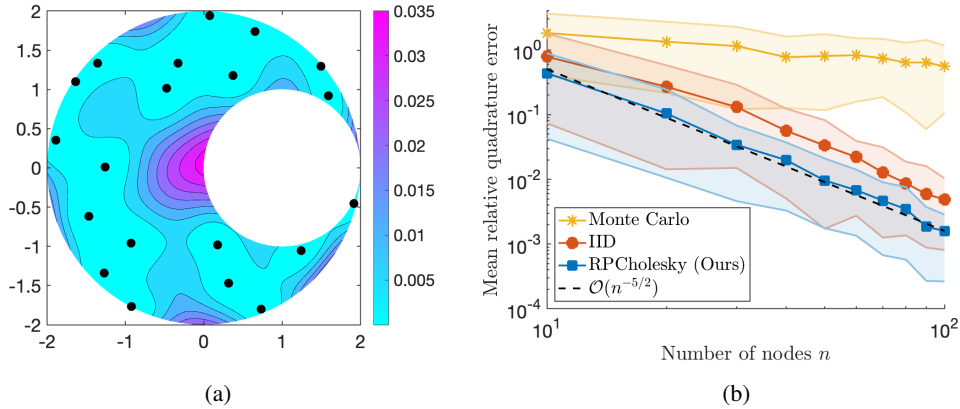 2
1.5
1
0.5
0
-0.5
-1
-1.5
-2
-2 -1 0 1 2
0.035
0.03
0.025
0.02
0.015
0.01
0.005
(a)
Mean relative quadrature error
10^0
10^-1
10^-2
10^-3
10^-4
Monte Carlo
IID
RPCholesky (Ours)
O(n^{-5/2})
10^1 10^2
Number of nodes n
(b)